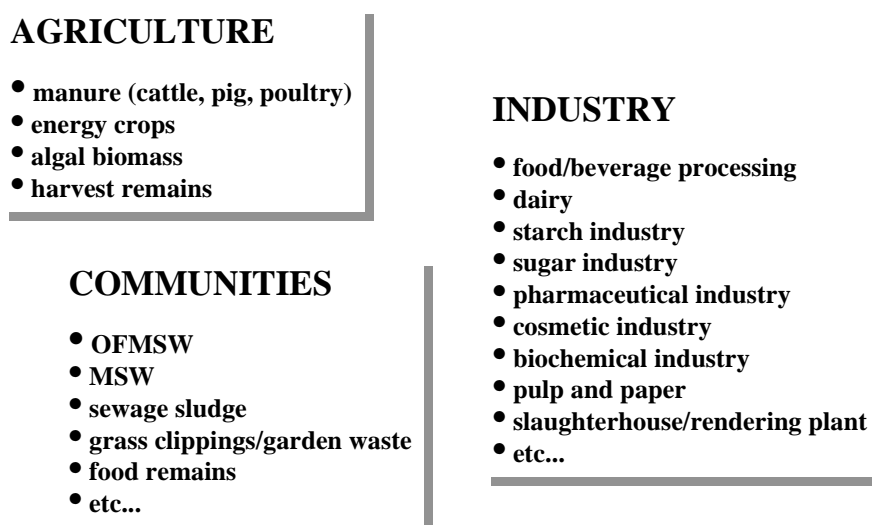 AGRICULTURE
• manure (cattle, pig, poultry)
• energy crops
• algal biomass
• harvest remains
COMMUNITIES
• OFMSW
• MSW
• sewage sludge
• grass clippings/garden waste
• food remains
• etc...
INDUSTRY
• food/beverage processing
• dairy
• starch industry
• sugar industry
• pharmaceutical industry
• cosmetic industry
• biochemical industry
• pulp and paper
• slaughterhouse/rendering plant
• etc...